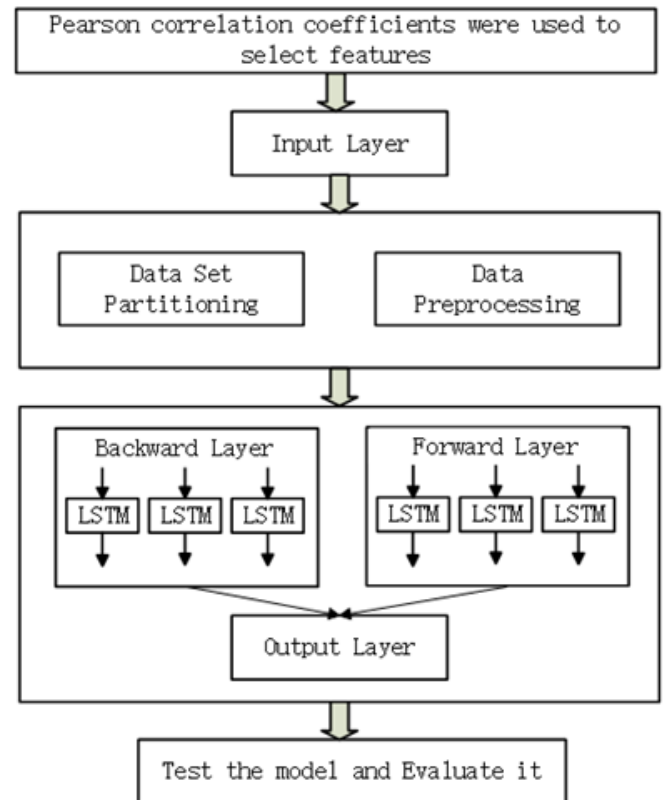 Pearson correlation coefficients were used to
select features
Input Layer
Data Set
Partitioning
Data
Preprocessing
Backward Layer
LSTM LSTM LSTM
Forward Layer
LSTM LSTM LSTM
Output Layer
Test the model and Evaluate it